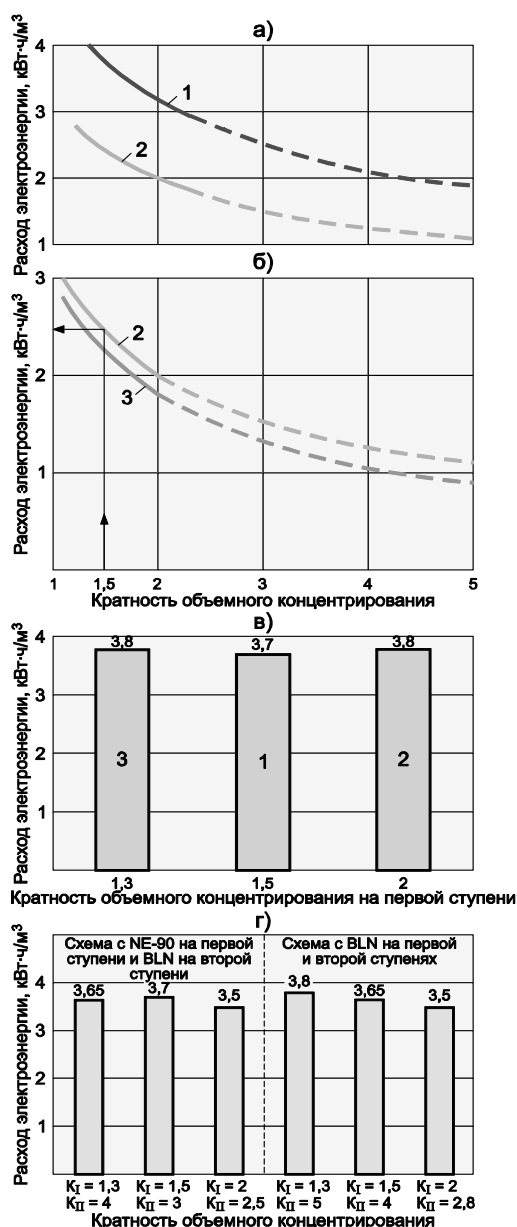 а)
Расход электроэнергии, кВт·ч/м³
4
3
2
1
1
2
б)
Расход электроэнергии, кВт·ч/м³
3
2
1
2
3
1
1,5
2
3
4
5
Кратность объемного концентрирования
в)
Расход электроэнергии, кВт·ч/м³
4
3
2
1
3,8
3,7
3,8
3
1
2
1,3
1,5
2
Кратность объемного концентрирования на первой ступени
г)
Расход электроэнергии, кВт·ч/м³
Схема с NE-90 на первой
ступени и BLN на второй
ступени
Схема с BLN на первой
и второй ступенях
4
3
2
1
3,65
3,7
3,5
3,8
3,65
3,5
KI = 1,3 KI = 1,5 KI = 2 KI = 1,3 KI = 1,5 KI = 2
KII = 4 KII = 3 KII = 2,5 KII = 5 KII = 4 KII = 2,8
Кратность объемного концентрирования